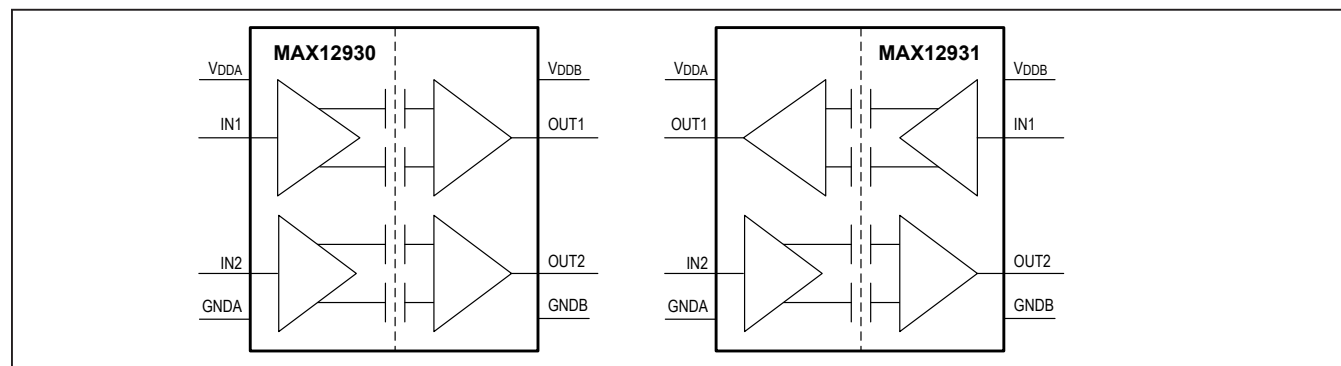 MAX12930
VDDA
VDDB
IN1
OUT1
IN2
OUT2
GNDA
GNDB
MAX12931
VDDA
VDDB
OUT1
IN1
IN2
OUT2
GNDA
GNDB